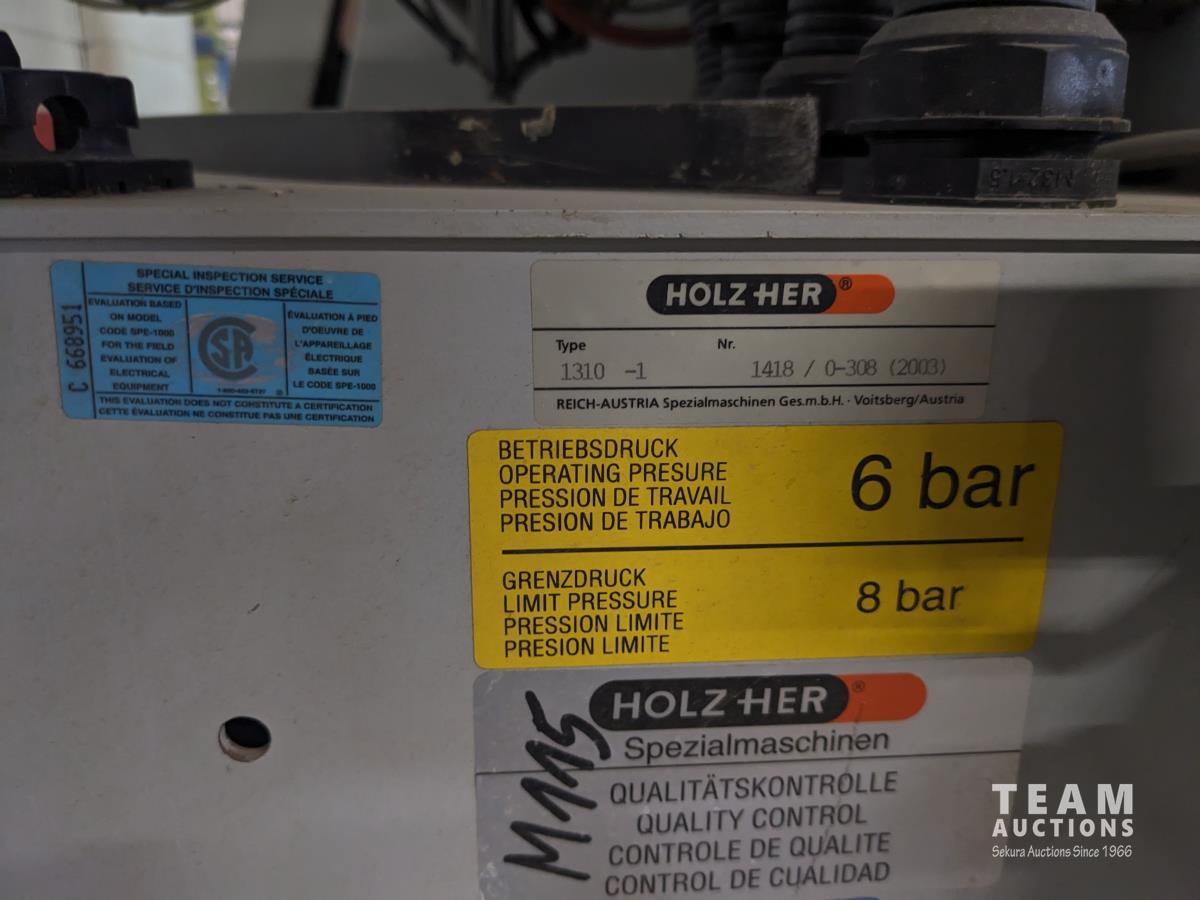 M32×1.5
SPECIAL INSPECTION SERVICE
SERVICE D'INSPECTION SPÉCIALE
C 668951
EVALUATION BASED
ON MODEL
CODE SPE-1000
FOR THE FIELD
EVALUATION OF
ELECTRICAL
EQUIPMENT
CSA
ÉVALUATION À PIED
D'OEUVRE DE
L'APPAREILLAGE
ÉLECTRIQUE
BASÉE SUR
LE CODE SPE-1000
THIS EVALUATION DOES NOT CONSTITUTE A CERTIFICATION
CETTE ÉVALUATION NE CONSTITUE PAS UNE CERTIFICATION
HOLZ-HER®
Type Nr.
1310 -1 1418 / 0-308 (2003)
REICH-AUSTRIA Spezialmaschinen Ges.m.b.H. · Voitsberg/Austria
BETRIEBSDRUCK
OPERATING PRESURE
PRESSION DE TRAVAIL
PRESION DE TRABAJO
6 bar
GRENZDRUCK
LIMIT PRESSURE
PRESSION LIMITE
PRESION LIMITE
8 bar
HOLZ-HER®
Spezialmaschinen
M115
QUALITÄTSKONTROLLE
QUALITY CONTROL
CONTROLE DE QUALITE
CONTROL DE CUALIDAD
TEAM
AUCTIONS
Sekura Auctions Since 1966